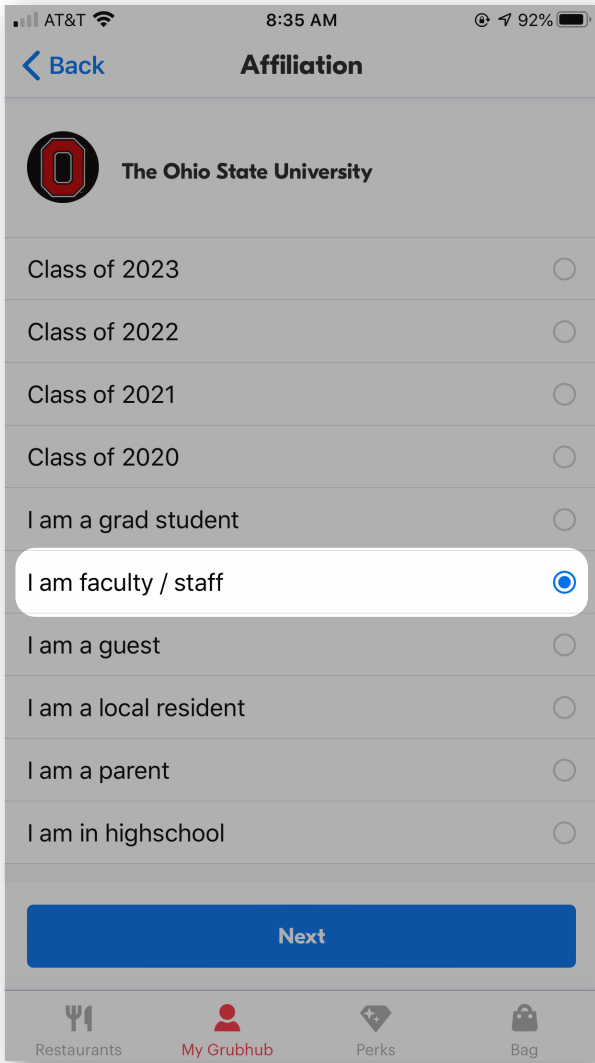 AT&T 8:35 AM 92%
Back Affiliation
The Ohio State University
Class of 2023
Class of 2022
Class of 2021
Class of 2020
I am a grad student
I am faculty / staff
I am a guest
I am a local resident
I am a parent
I am in highschool
Next
Restaurants My Grubhub Perks Bag